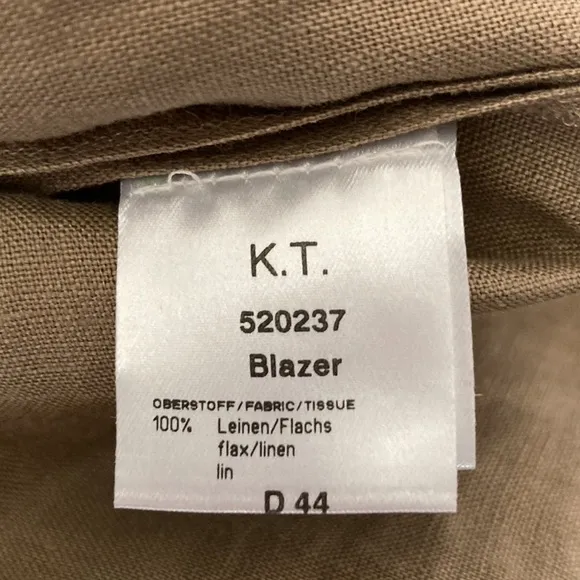 K.T.
520237
Blazer
OBERSTOFF/FABRIC/TISSUE
100% Leinen/Flachs
flax/linen
lin
D 44